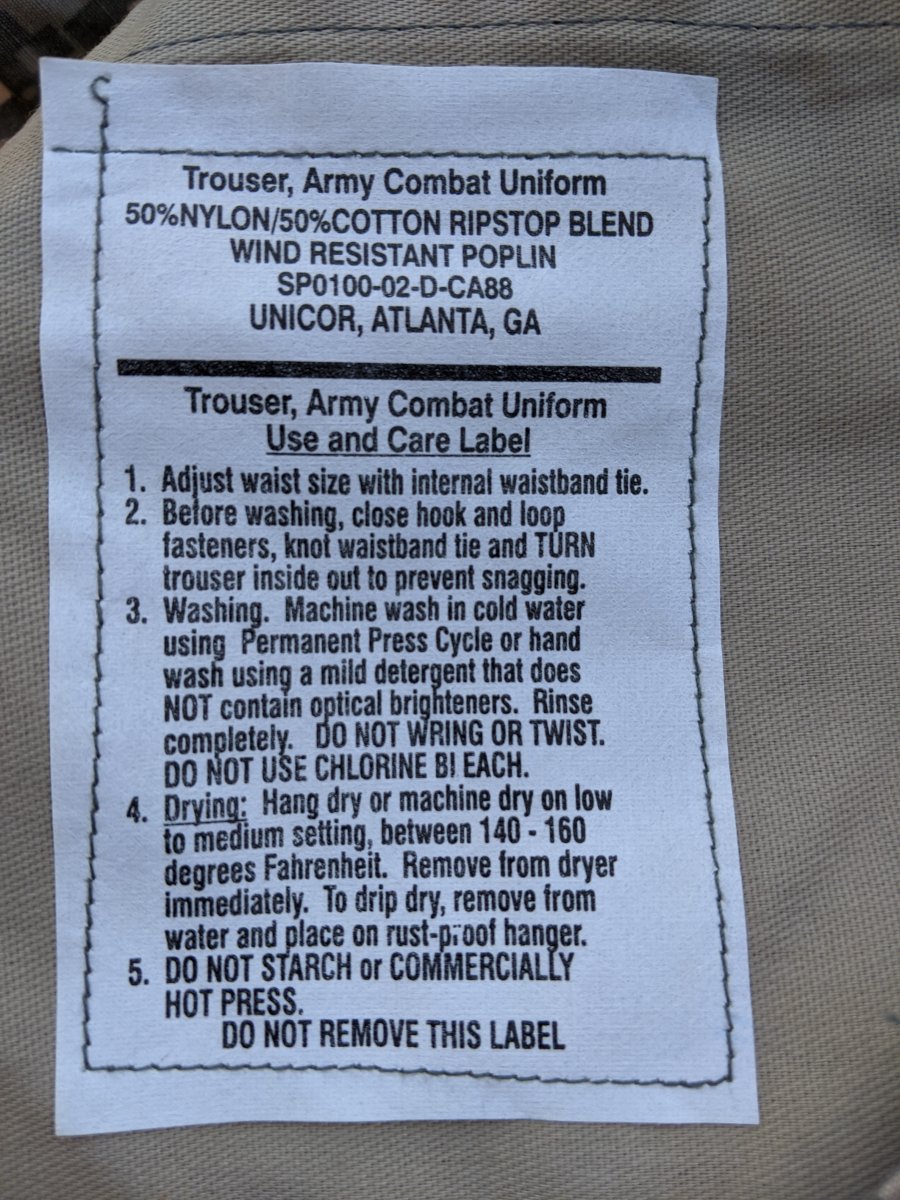 Trouser, Army Combat Uniform
50%NYLON/50%COTTON RIPSTOP BLEND
WIND RESISTANT POPLIN
SP0100-02-D-CA88
UNICOR, ATLANTA, GA
Trouser, Army Combat Uniform
Use and Care Label
1. Adjust waist size with internal waistband tie.
2. Before washing, close hook and loop
fasteners, knot waistband tie and TURN
trouser inside out to prevent snagging.
3. Washing. Machine wash in cold water
using Permanent Press Cycle or hand
wash using a mild detergent that does
NOT contain optical brighteners. Rinse
completely. DO NOT WRING OR TWIST.
DO NOT USE CHLORINE BLEACH.
4. Drying: Hang dry or machine dry on low
to medium setting, between 140 - 160
degrees Fahrenheit. Remove from dryer
immediately. To drip dry, remove from
water and place on rust-proof hanger.
5. DO NOT STARCH or COMMERCIALLY
HOT PRESS.
DO NOT REMOVE THIS LABEL